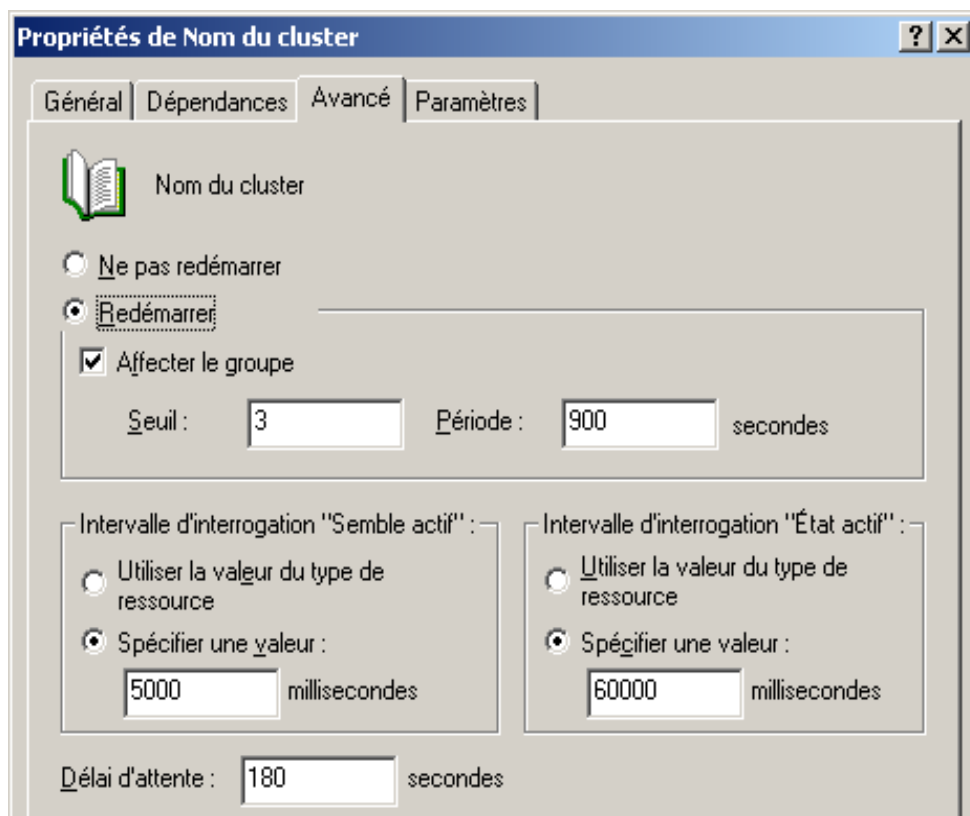 Propriétés de Nom du cluster
Général Dépendances Avancé Paramètres
Nom du cluster
Ne pas redémarrer
Redémarrer
Affecter le groupe
Seuil : 3 Période : 900 secondes
Intervalle d'interrogation "Semble actif" : Intervalle d'interrogation "État actif" :
Utiliser la valeur du type de ressource
Utiliser la valeur du type de ressource
Spécifier une valeur : Spécifier une valeur :
5000 millisecondes 60000 millisecondes
Délai d'attente : 180 secondes